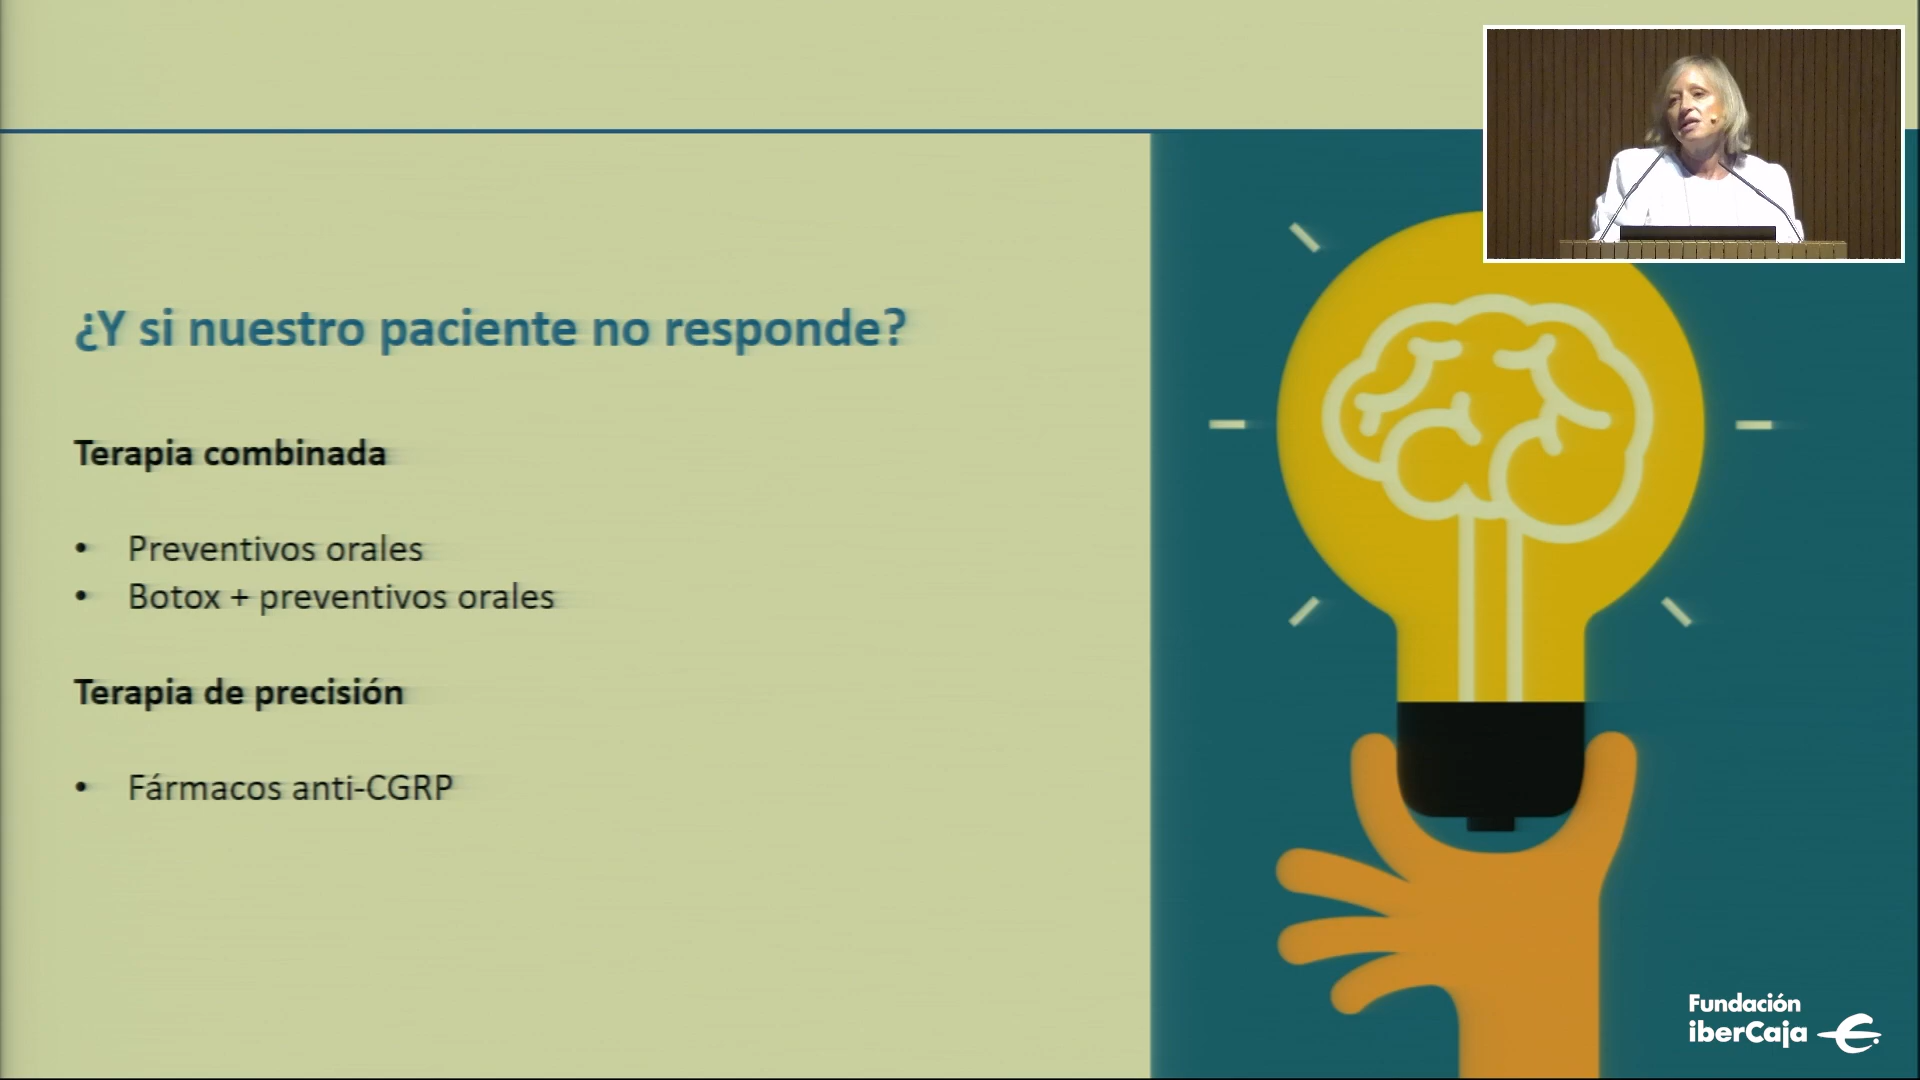 ¿Y si nuestro paciente no responde?
Terapia combinada
• Preventivos orales
• Botox + preventivos orales
Terapia de precisión
• Fármacos anti-CGRP
Fundación
iberCaja